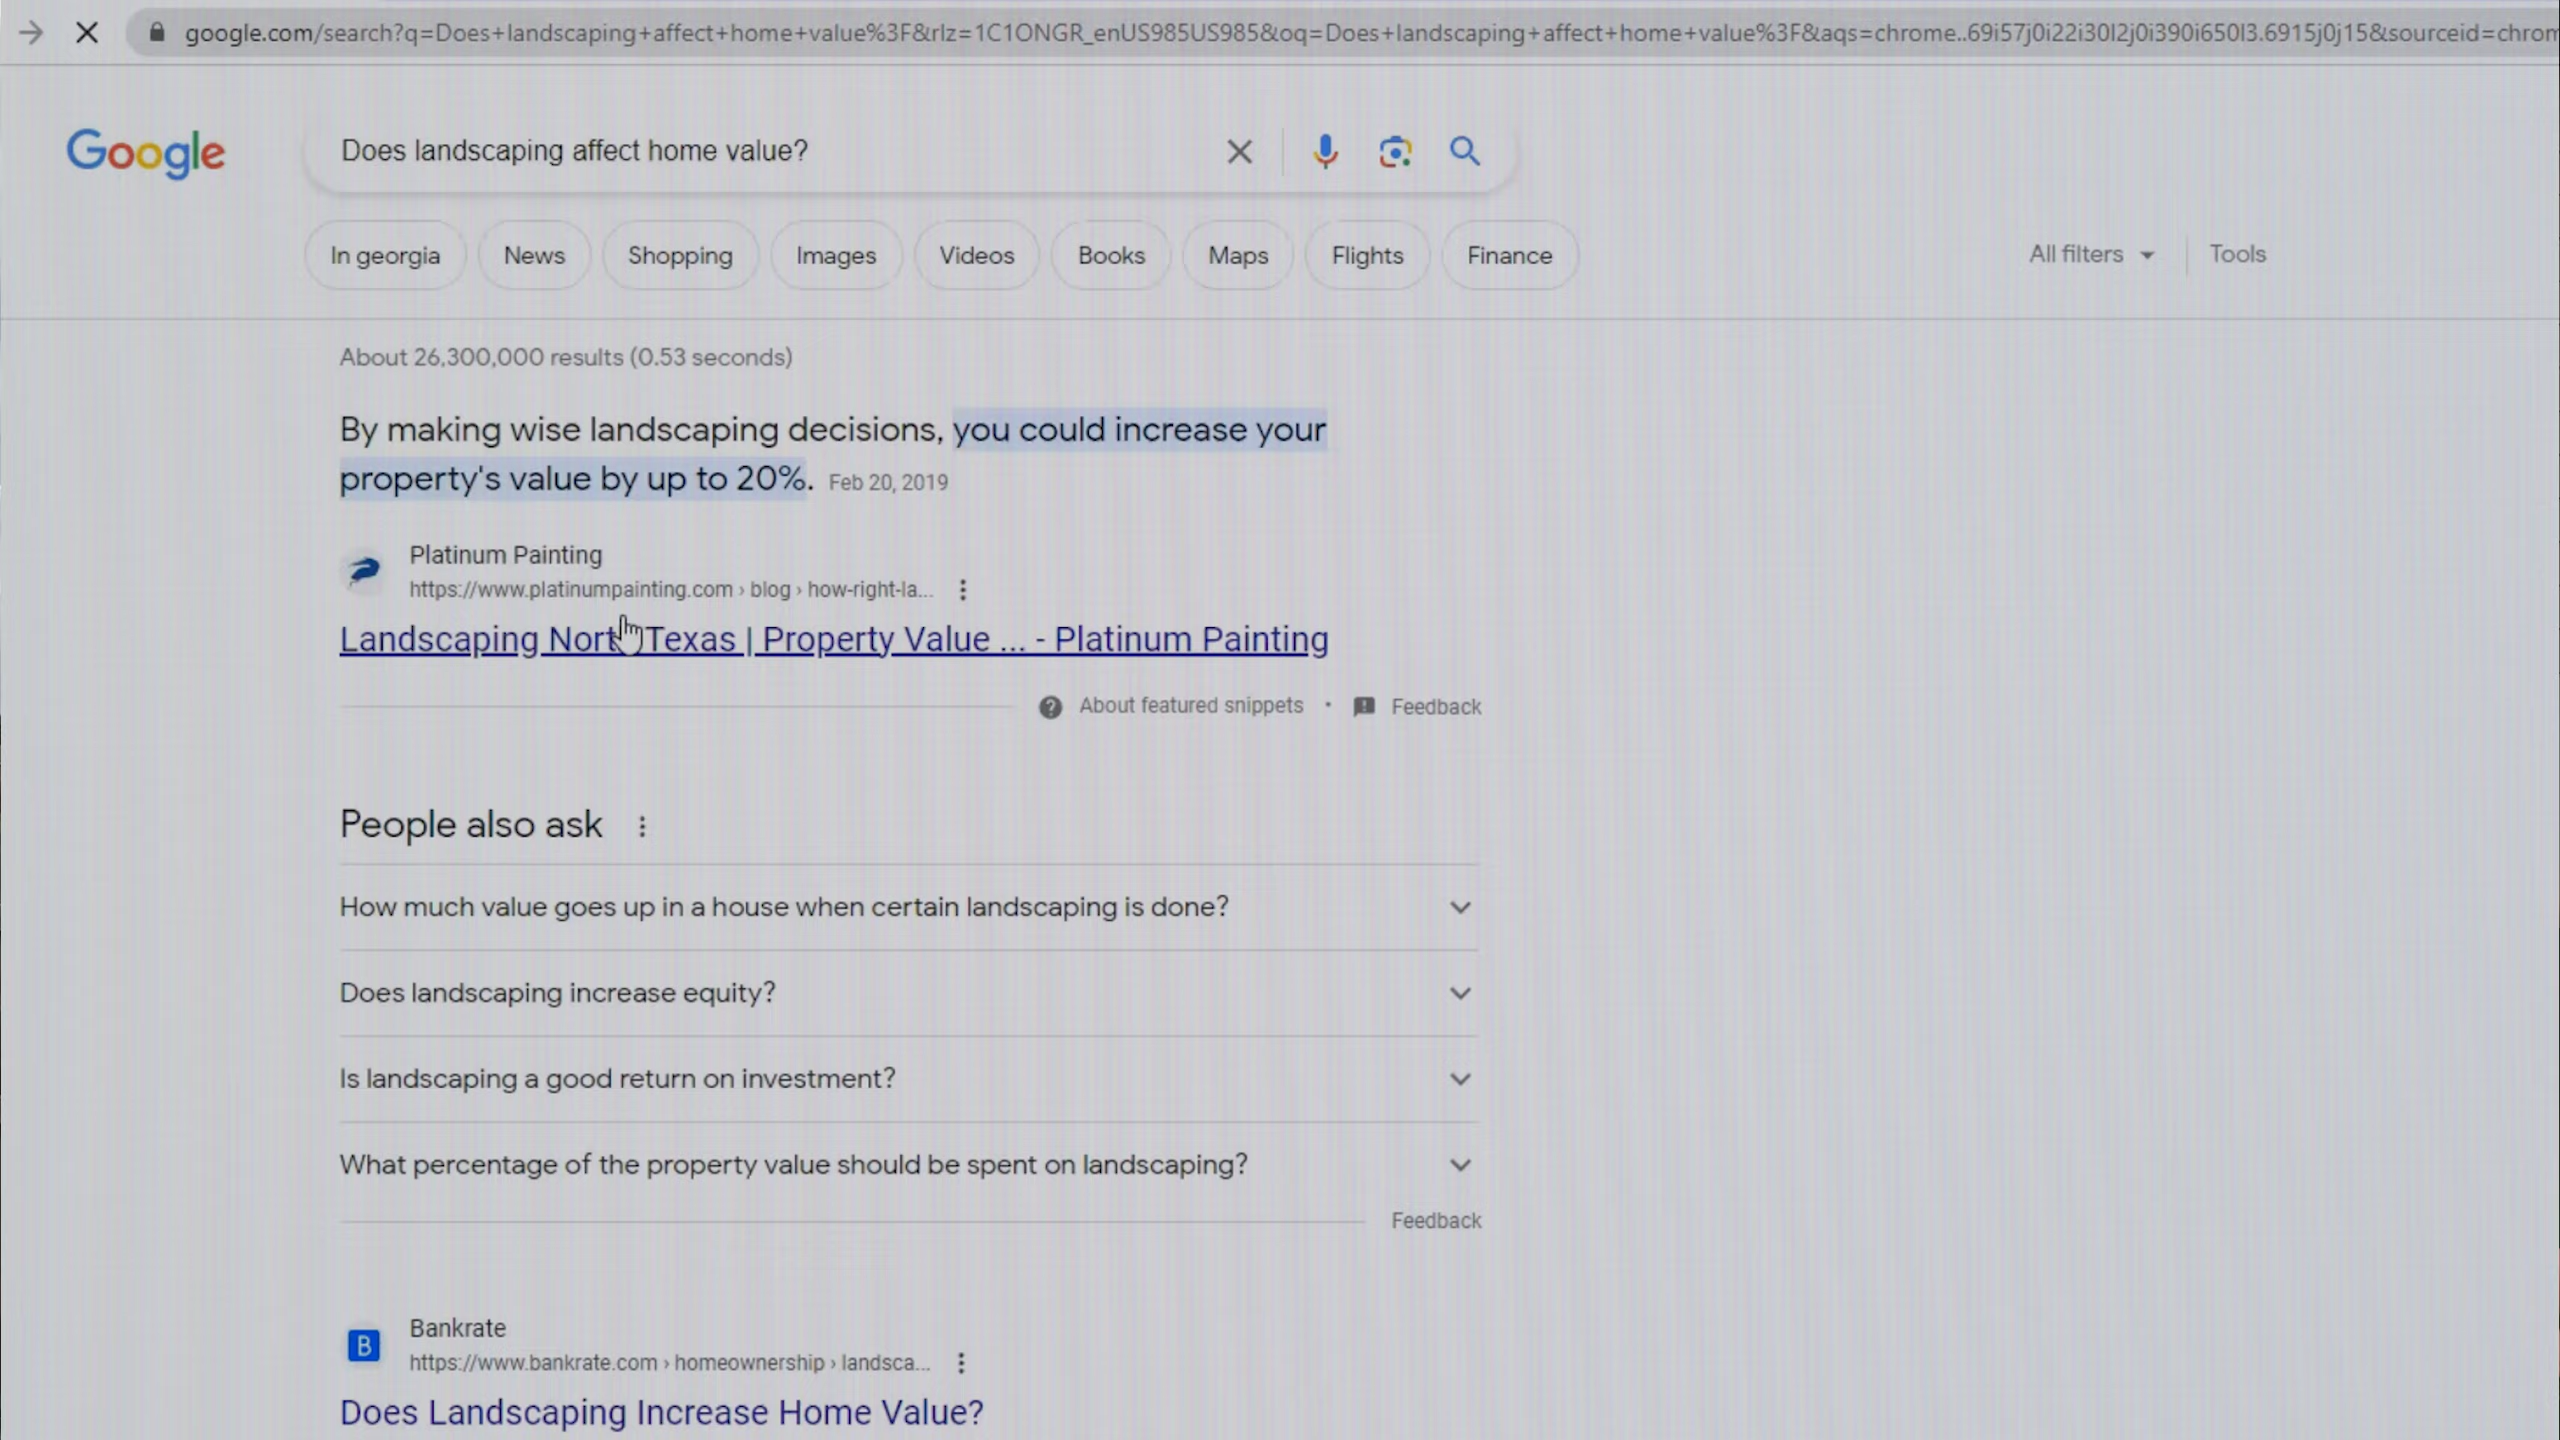 google.com/search?q=Does+landscaping+affect+home+value%3F&rlz=1C1ONGR_enUS985US985&oq=Does+landscaping+affect+home+value%3F&aqs=chrome..69i57j0i22i30l2j0i390i650l3.6915j0j15&sourceid=chrom
Google
Does landscaping affect home value?
In georgia News Shopping Images Videos Books Maps Flights Finance All filters Tools
About 26,300,000 results (0.53 seconds)
By making wise landscaping decisions, you could increase your
property's value by up to 20%. Feb 20, 2019
Platinum Painting
https://www.platinumpainting.com › blog › how-right-la...
Landscaping North Texas | Property Value ... - Platinum Painting
About featured snippets • Feedback
People also ask
How much value goes up in a house when certain landscaping is done?
Does landscaping increase equity?
Is landscaping a good return on investment?
What percentage of the property value should be spent on landscaping?
Feedback
B
Bankrate
https://www.bankrate.com › homeownership › landsca...
Does Landscaping Increase Home Value?